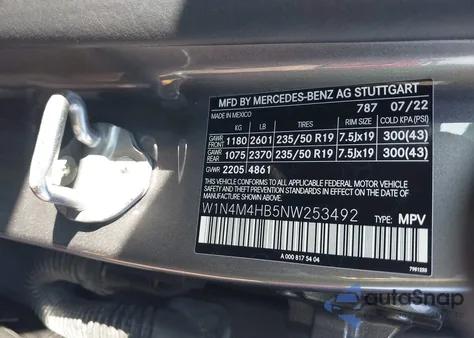 MFD BY MERCEDES-BENZ AG STUTTGART
MADE IN MEXICO 787 07/22
KG LB TIRES RIM SIZE COLD KPA(PSI)
GAWR FRONT 1180 2601 235/50 R19 7.5Jx19 300(43)
GAWR REAR 1075 2370 235/50 R19 7.5Jx19 300(43)
GVWR 2205 4861
THIS VEHICLE CONFORMS TO ALL APPLICABLE FEDERAL MOTOR VEHICLE
SAFETY, BUMPER, AND THEFT PREVENTION STANDARDS IN
EFFECT ON THE DATE OF MANUFACTURE SHOWN ABOVE.
W1N4M4HB5NW253492 TYPE: MPV
A 000 817 54 04
autoSnap